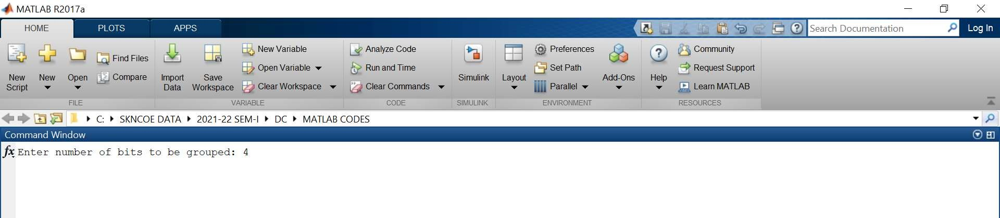 MATLAB R2017a
HOME PLOTS APPS Search Documentation Log In
New Script New Open Find Files Compare
Import Data Save Workspace New Variable Open Variable Clear Workspace
Analyze Code Run and Time Clear Commands
Simulink
Layout Preferences Set Path Parallel Add-Ons
Help Community Request Support Learn MATLAB
FILE VARIABLE CODE SIMULINK ENVIRONMENT RESOURCES
C: SKNCOE DATA 2021-22 SEM-I DC MATLAB CODES
Command Window
fx Enter number of bits to be grouped: 4